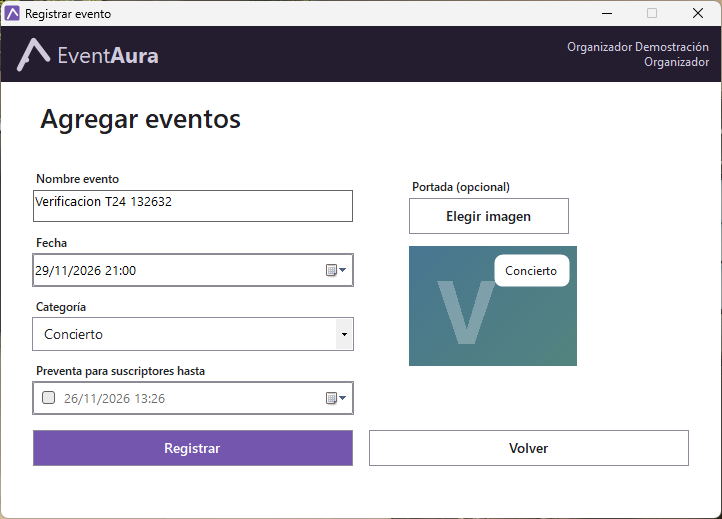 Registrar evento
EventAura
Organizador Demostración
Organizador
Agregar eventos
Nombre evento
Verificacion T24 132632
Fecha
29/11/2026 21:00
Categoría
Concierto
Preventa para suscriptores hasta
26/11/2026 13:26
Portada (opcional)
Elegir imagen
Concierto
V
Registrar
Volver